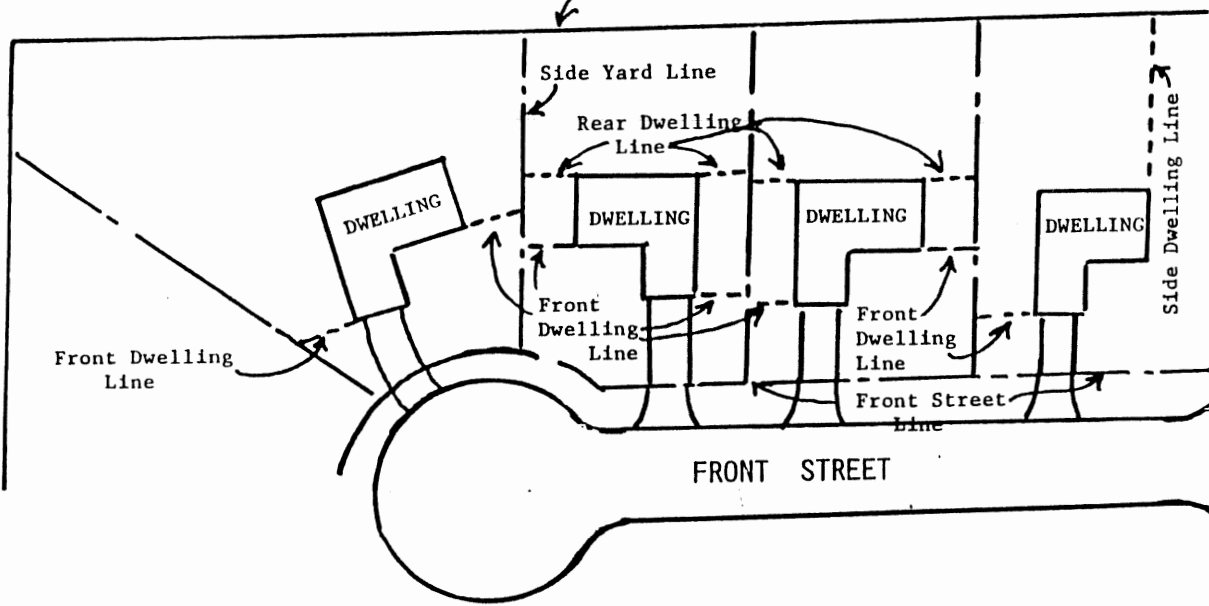 Side Yard Line
Rear Dwelling
Line
DWELLING
DWELLING
DWELLING
DWELLING
Side Dwelling Line
Front
Dwelling
Line
Front
Dwelling
Line
Front Dwelling
Line
Front Street
Line
FRONT STREET